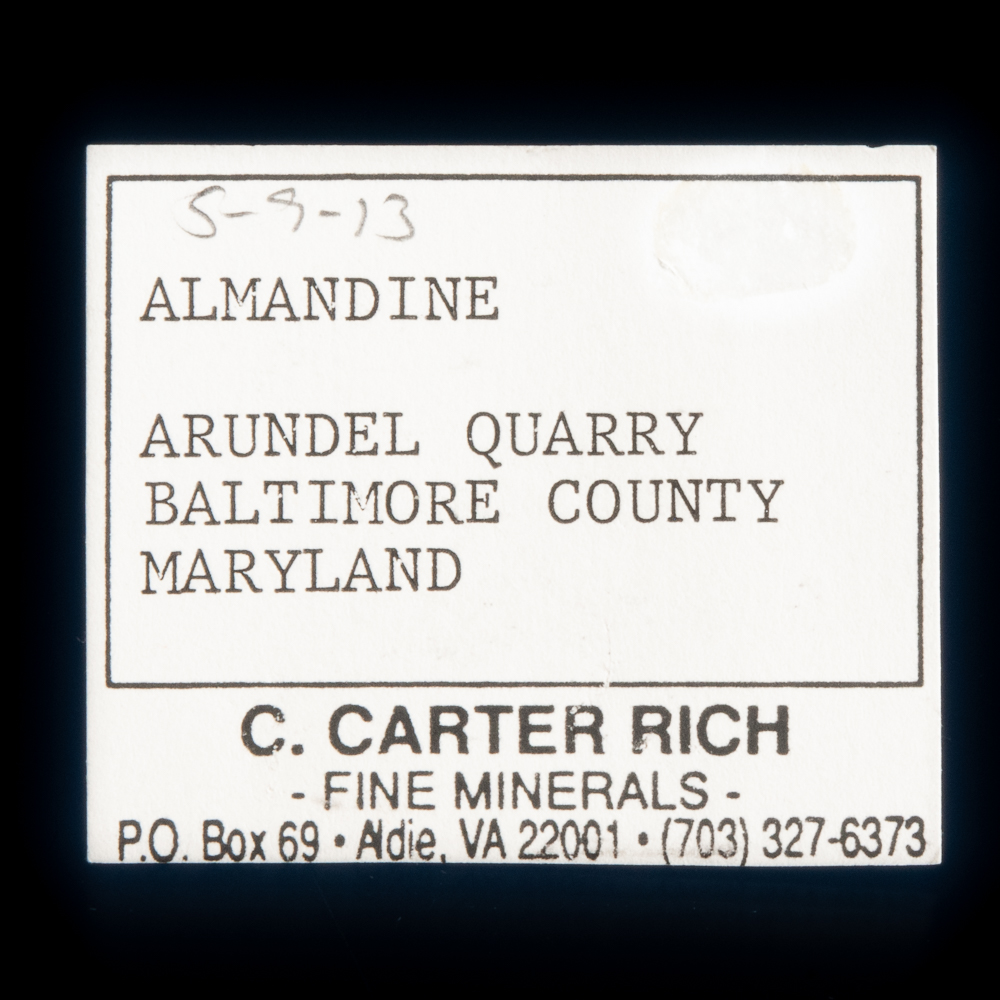 5-9-13
ALMANDINE
ARUNDEL QUARRY
BALTIMORE COUNTY
MARYLAND
C. CARTER RICH
- FINE MINERALS -
P.O. Box 69 • Aldie, VA 22001 • (703) 327-6373